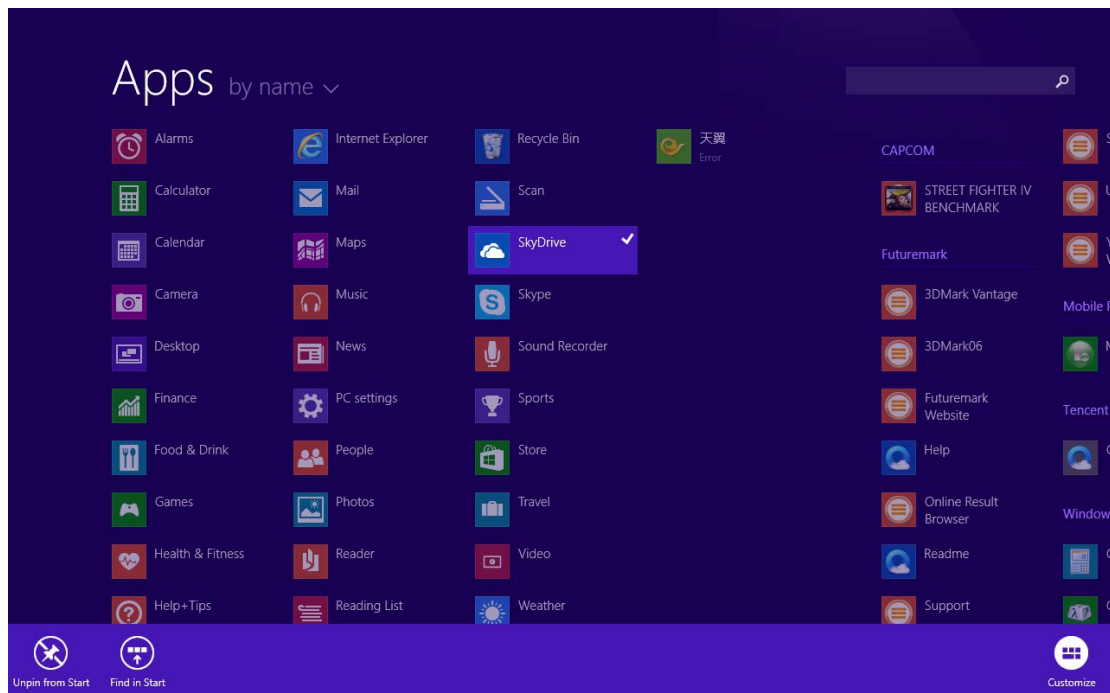 Apps by name
Alarms
Calculator
Calendar
Camera
Desktop
Finance
Food & Drink
Games
Health & Fitness
Help+Tips
Internet Explorer
Mail
Maps
Music
News
PC settings
People
Photos
Reader
Reading List
Recycle Bin
Scan
SkyDrive
Skype
Sound Recorder
Sports
Store
Travel
Video
Weather
天翼
Error
CAPCOM
STREET FIGHTER IV
BENCHMARK
Futuremark
3DMark Vantage
3DMark06
Futuremark
Website
Help
Online Result
Browser
Readme
Support
Mobile
Tencent
Window
Unpin from Start
Find in Start
Customize